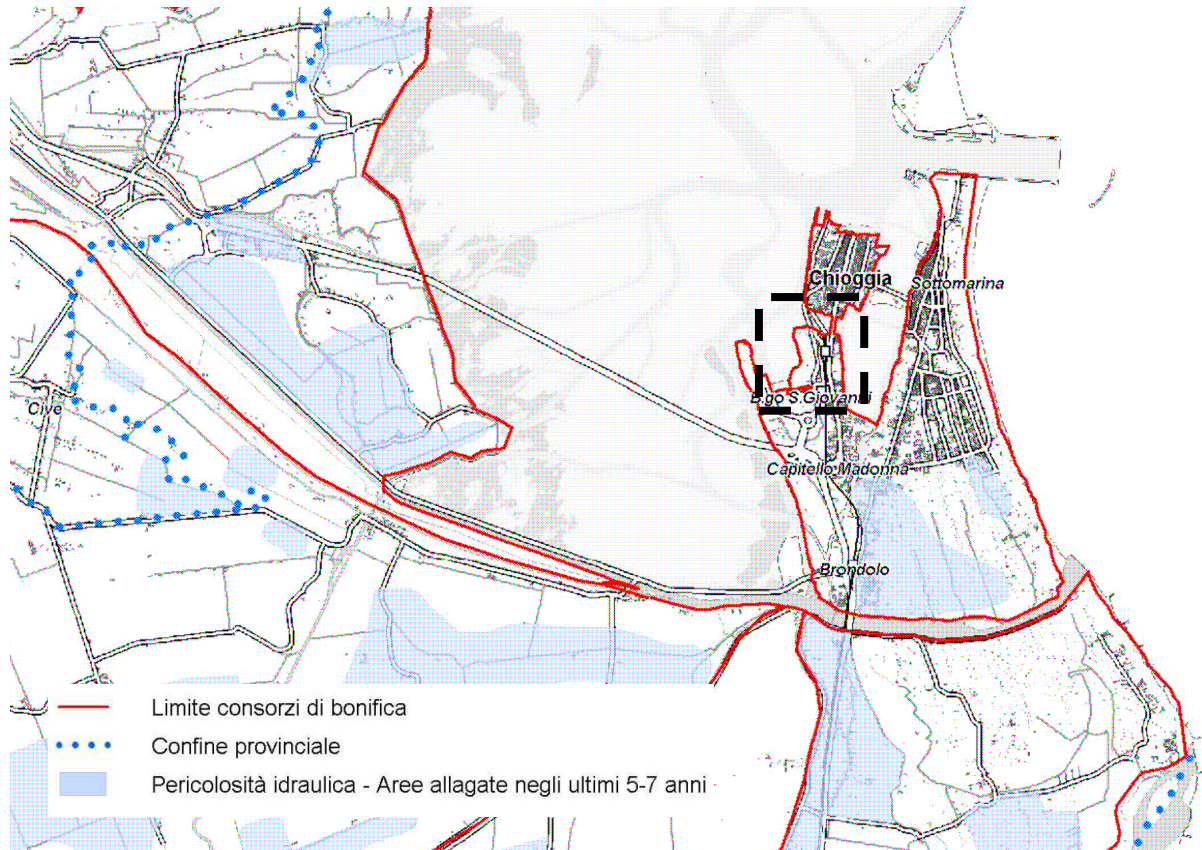 Chioggia
Sottomarina
B.go S.Giovanni
Cive
Capitello Madonna
Brondolo
Limite consorzi di bonifica
Confine provinciale
Pericolosità idraulica - Aree allagate negli ultimi 5-7 anni